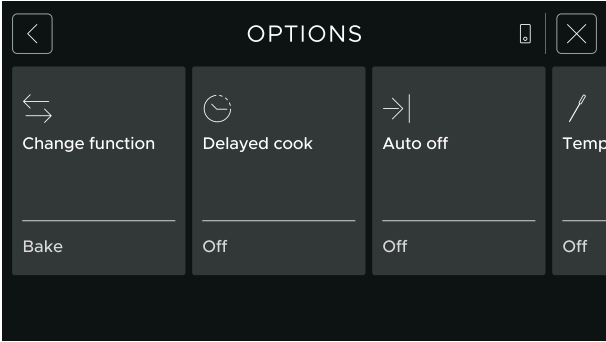 OPTIONS
Change function
Delayed cook
Auto off
Temp
Bake
Off
Off
Off